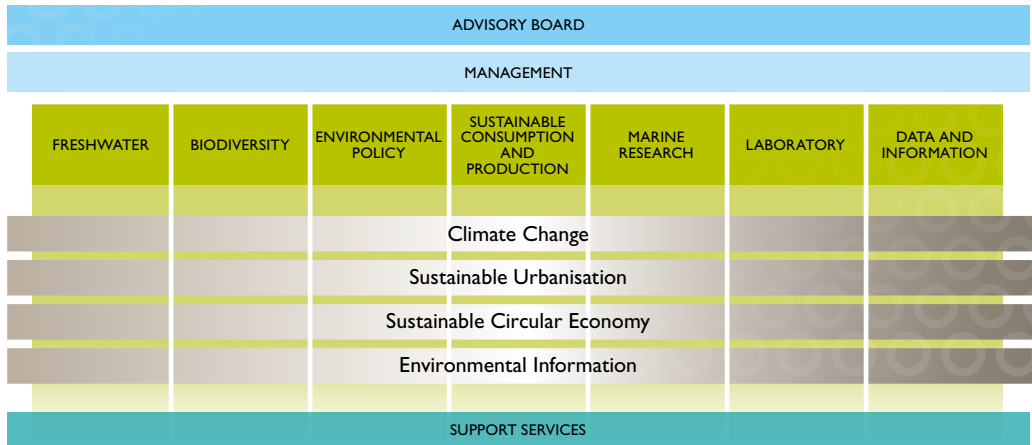 ADVISORY BOARD
MANAGEMENT
FRESHWATER
BIODIVERSITY
ENVIRONMENTAL
POLICY
SUSTAINABLE
CONSUMPTION
AND
PRODUCTION
MARINE
RESEARCH
LABORATORY
DATA AND
INFORMATION
Climate Change
Sustainable Urbanisation
Sustainable Circular Economy
Environmental Information
SUPPORT SERVICES